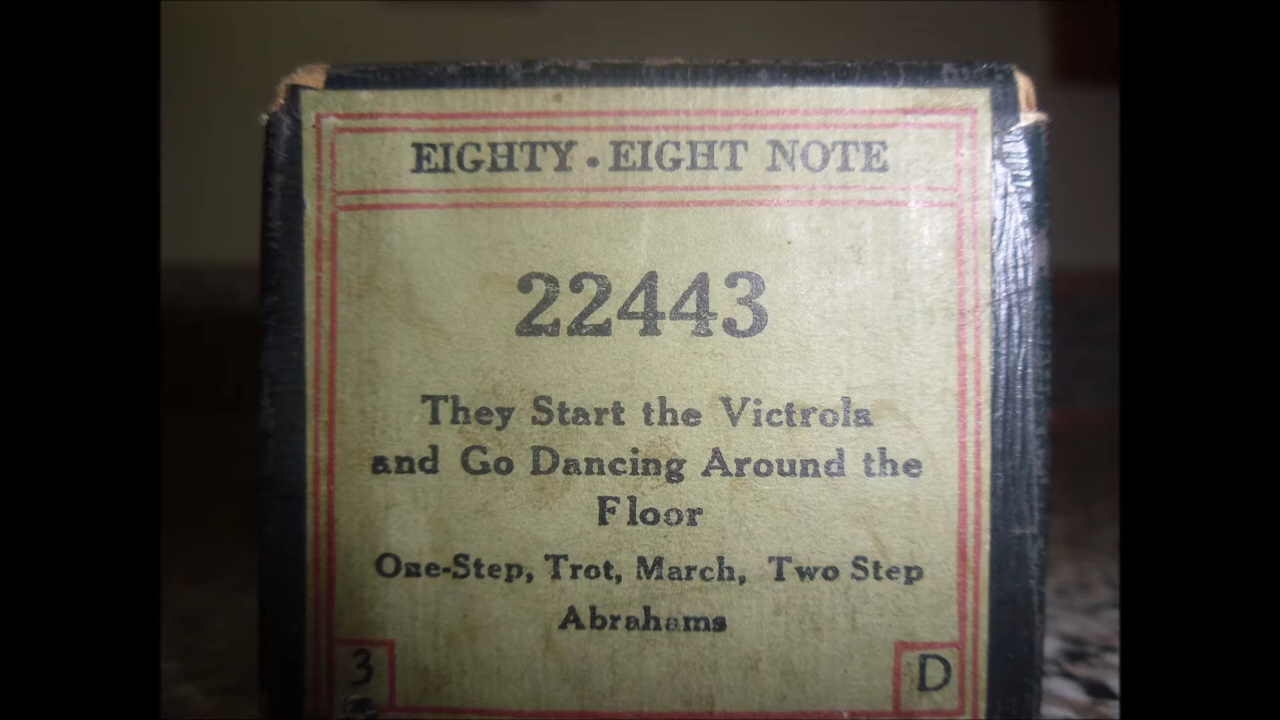 EIGHTY·EIGHT NOTE
22443
They Start the Victrola
and Go Dancing Around the
Floor
One-Step, Trot, March, Two Step
Abrahams
3 D